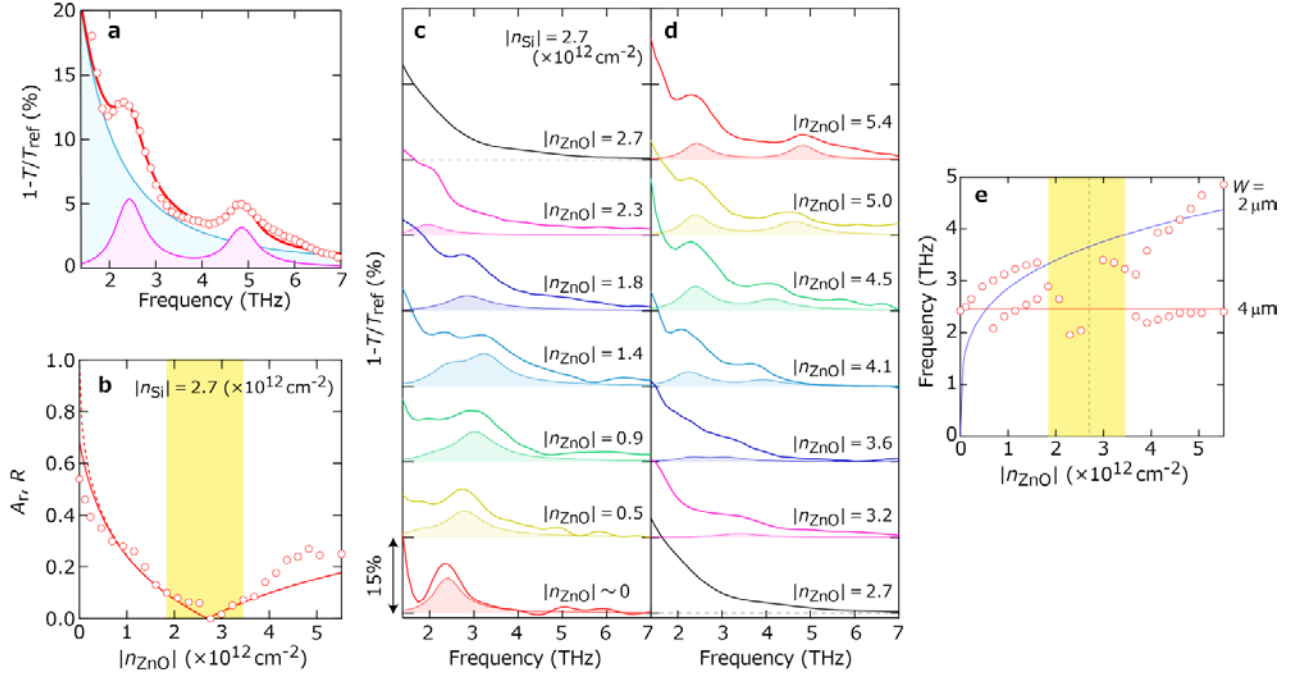 a
20
15
10
5
0
1-T/T_ref (%)
2 3 4 5 6 7
Frequency (THz)
b
|n_Si| = 2.7 (×10^12 cm^-2)
1.0
0.8
0.6
0.4
0.2
0.0
A_r, R
0 1 2 3 4 5
|n_ZnO| (×10^12 cm^-2)
c
|n_Si| = 2.7
(×10^12 cm^-2)
|n_ZnO| = 2.7
|n_ZnO| = 2.3
|n_ZnO| = 1.8
|n_ZnO| = 1.4
|n_ZnO| = 0.9
|n_ZnO| = 0.5
|n_ZnO| ~ 0
1-T/T_ref (%)
15%
2 3 4 5 6 7
Frequency (THz)
d
|n_ZnO| = 5.4
|n_ZnO| = 5.0
|n_ZnO| = 4.5
|n_ZnO| = 4.1
|n_ZnO| = 3.6
|n_ZnO| = 3.2
|n_ZnO| = 2.7
2 3 4 5 6 7
Frequency (THz)
e
W =
2 μm
4 μm
5
4
3
2
1
0
Frequency (THz)
0 1 2 3 4 5
|n_ZnO| (×10^12 cm^-2)